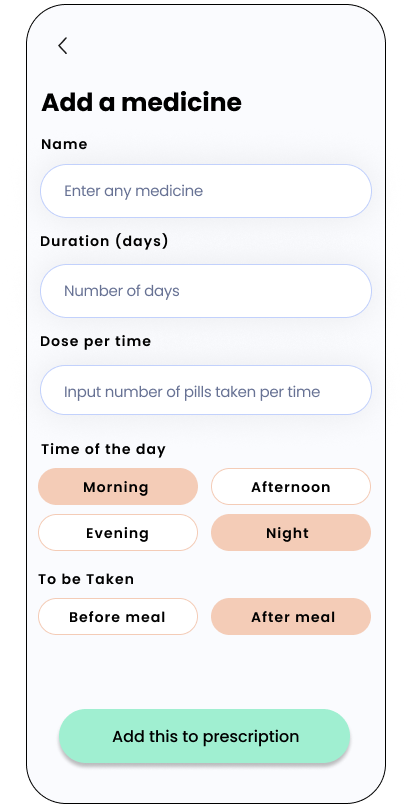 Add a medicine
Name
Enter any medicine
Duration (days)
Number of days
Dose per time
Input number of pills taken per time
Time of the day
Morning
Afternoon
Evening
Night
To be Taken
Before meal
After meal
Add this to prescription